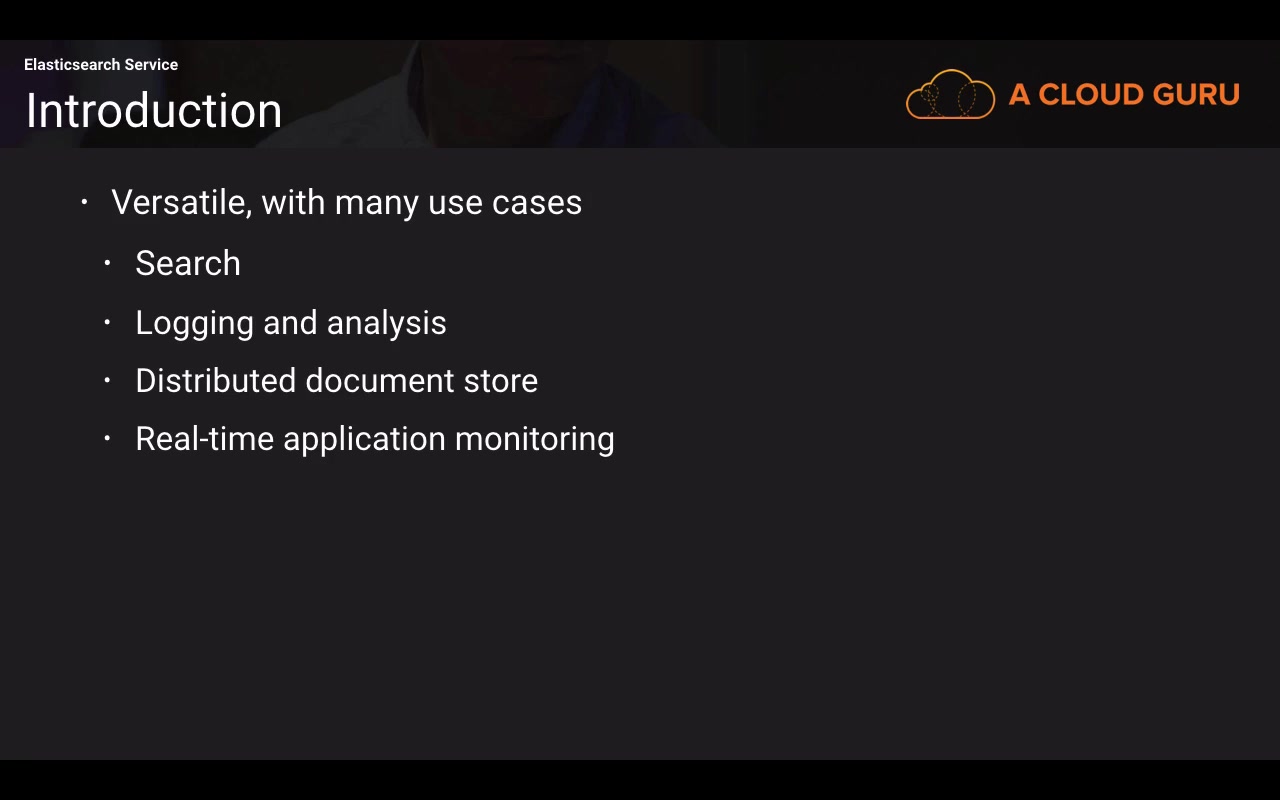 Elasticsearch Service
Introduction
A CLOUD GURU
• Versatile, with many use cases
• Search
• Logging and analysis
• Distributed document store
• Real-time application monitoring